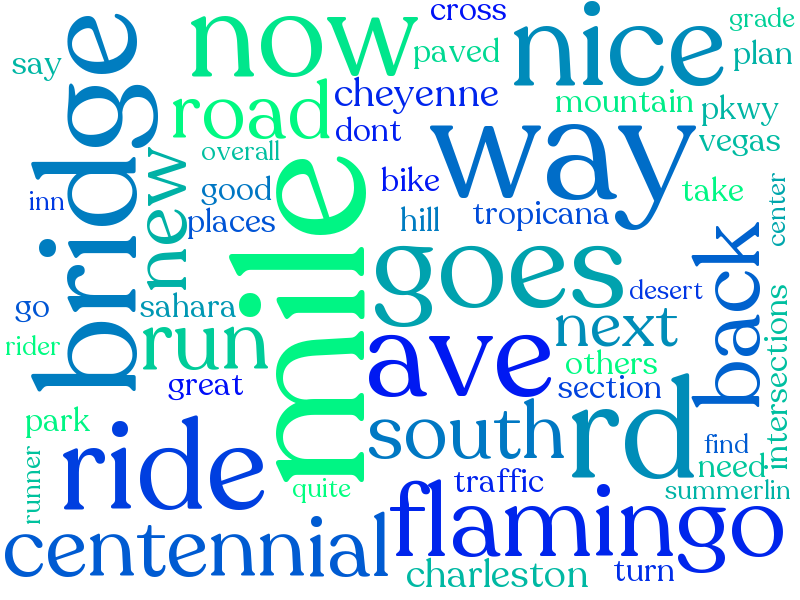 cross
grade
say
now
paved
nice
plan
bridge
road
cheyenne
mountain
pkwy
dont
vegas
overall
way
new
mile
good
bike
take
inn
places
hill
tropicana
center
goes
back
desert
go
sahara
next
intersections
rider
run
ave
others
great
section
park
south
rd
ride
find
runner
need
quite
traffic
summerlin
flamingo
centennial
charleston
turn